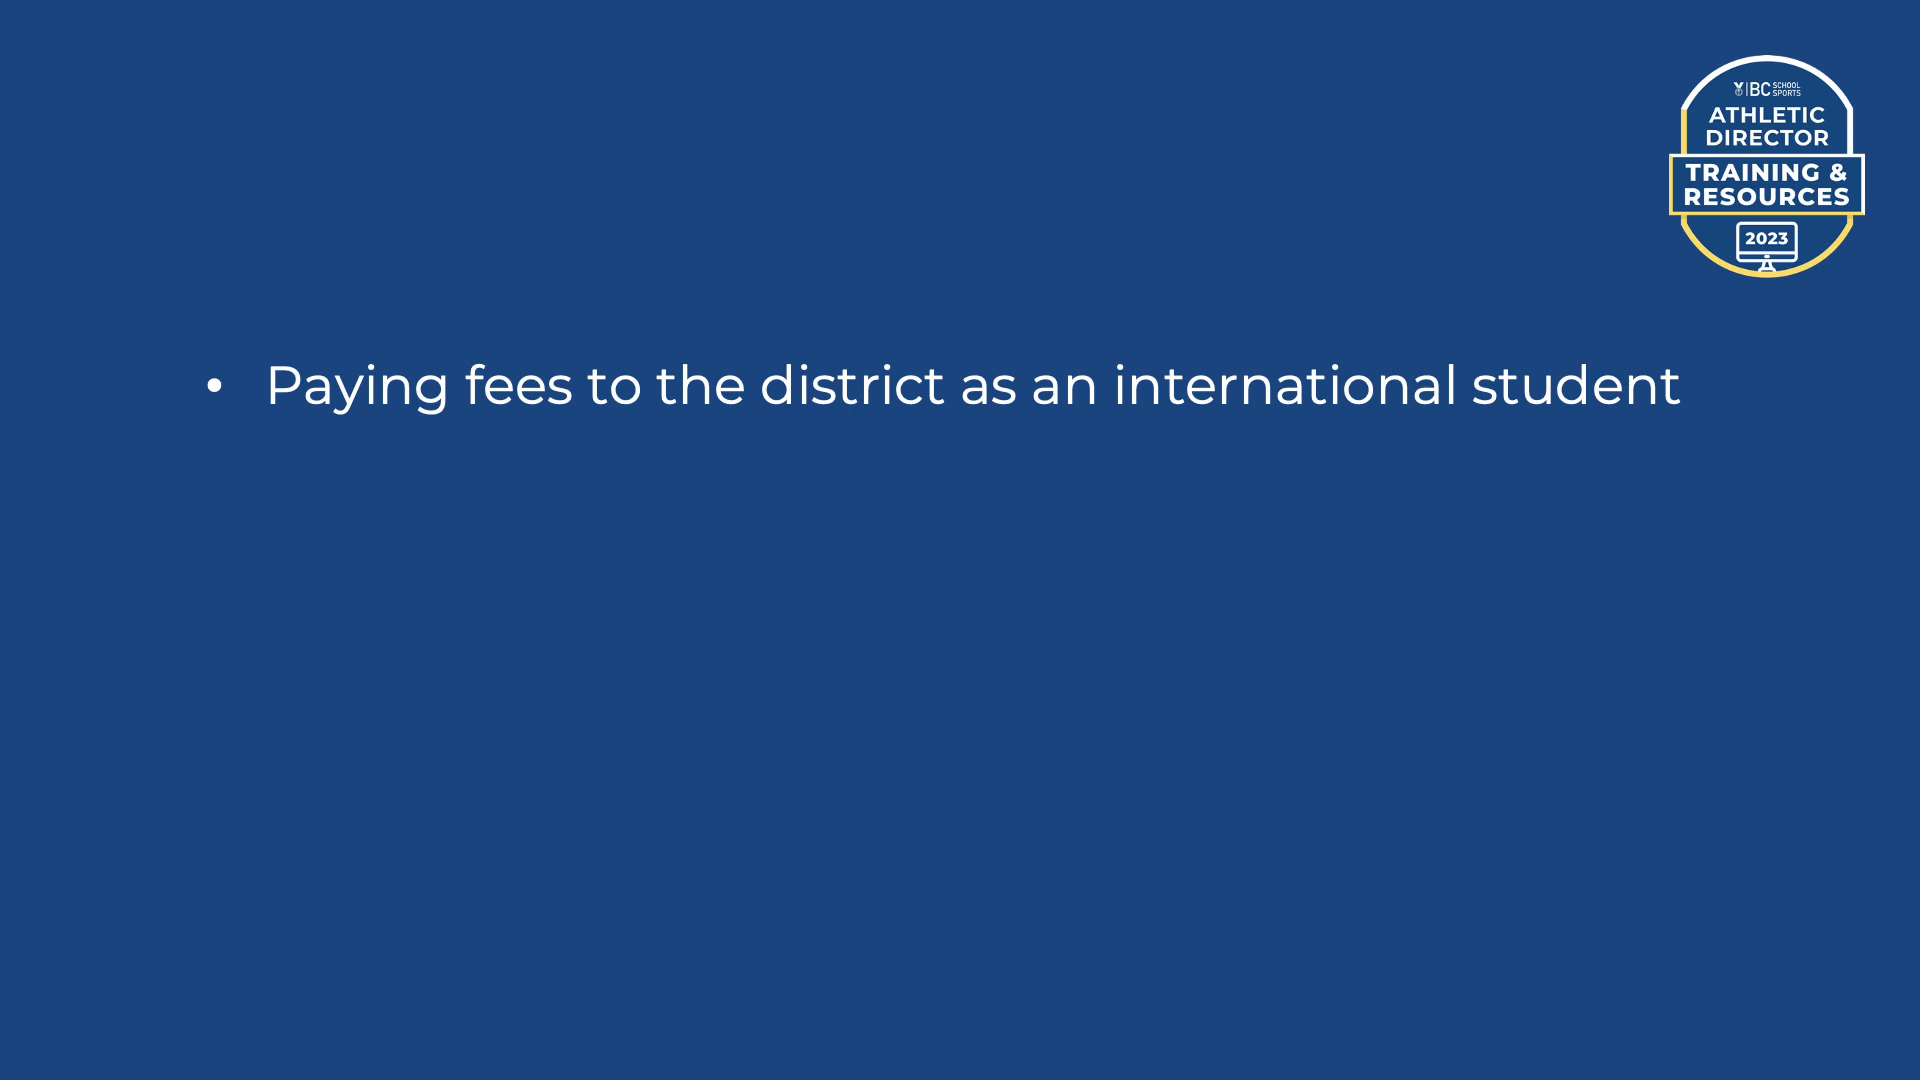 BC SCHOOL SPORTS
ATHLETIC
DIRECTOR
TRAINING &
RESOURCES
2023
• Paying fees to the district as an international student